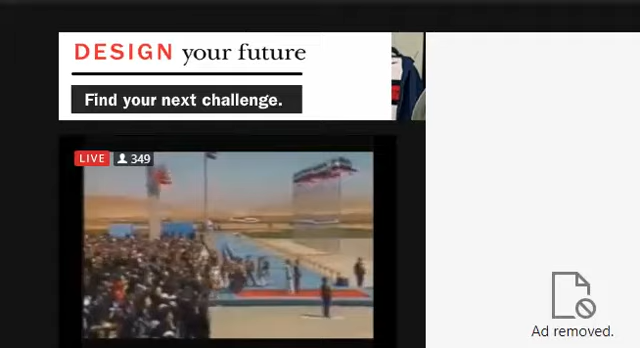 DESIGN your future
Find your next challenge.
LIVE 349
Ad removed.